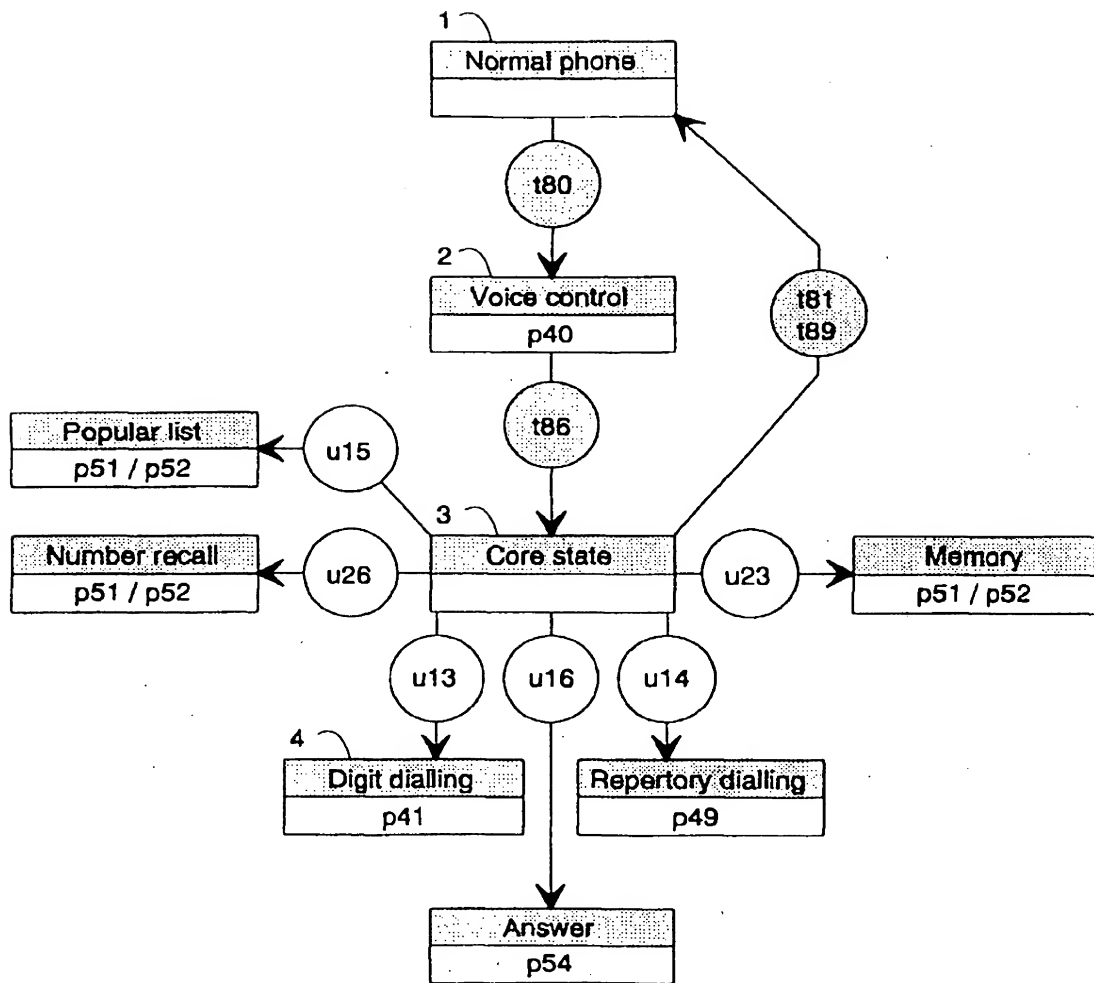 1
Normal phone
t80
2
Voice control
p40
t81
t89
t86
Popular list
p51 / p52
u15
3
Core state
Number recall
p51 / p52
u26
u23
Memory
p51 / p52
u13
u16
u14
4
Digit dialling
p41
Repertory dialling
p49
Answer
p54